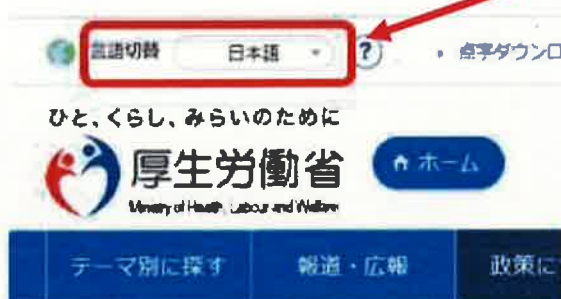 言語切替 日本語 ? 点字ダウンロ
ひと、くらし、みらいのために
厚生労働省
Ministry of Health, Labour and Welfare
ホーム
テーマ別に探す 報道・広報 政策に